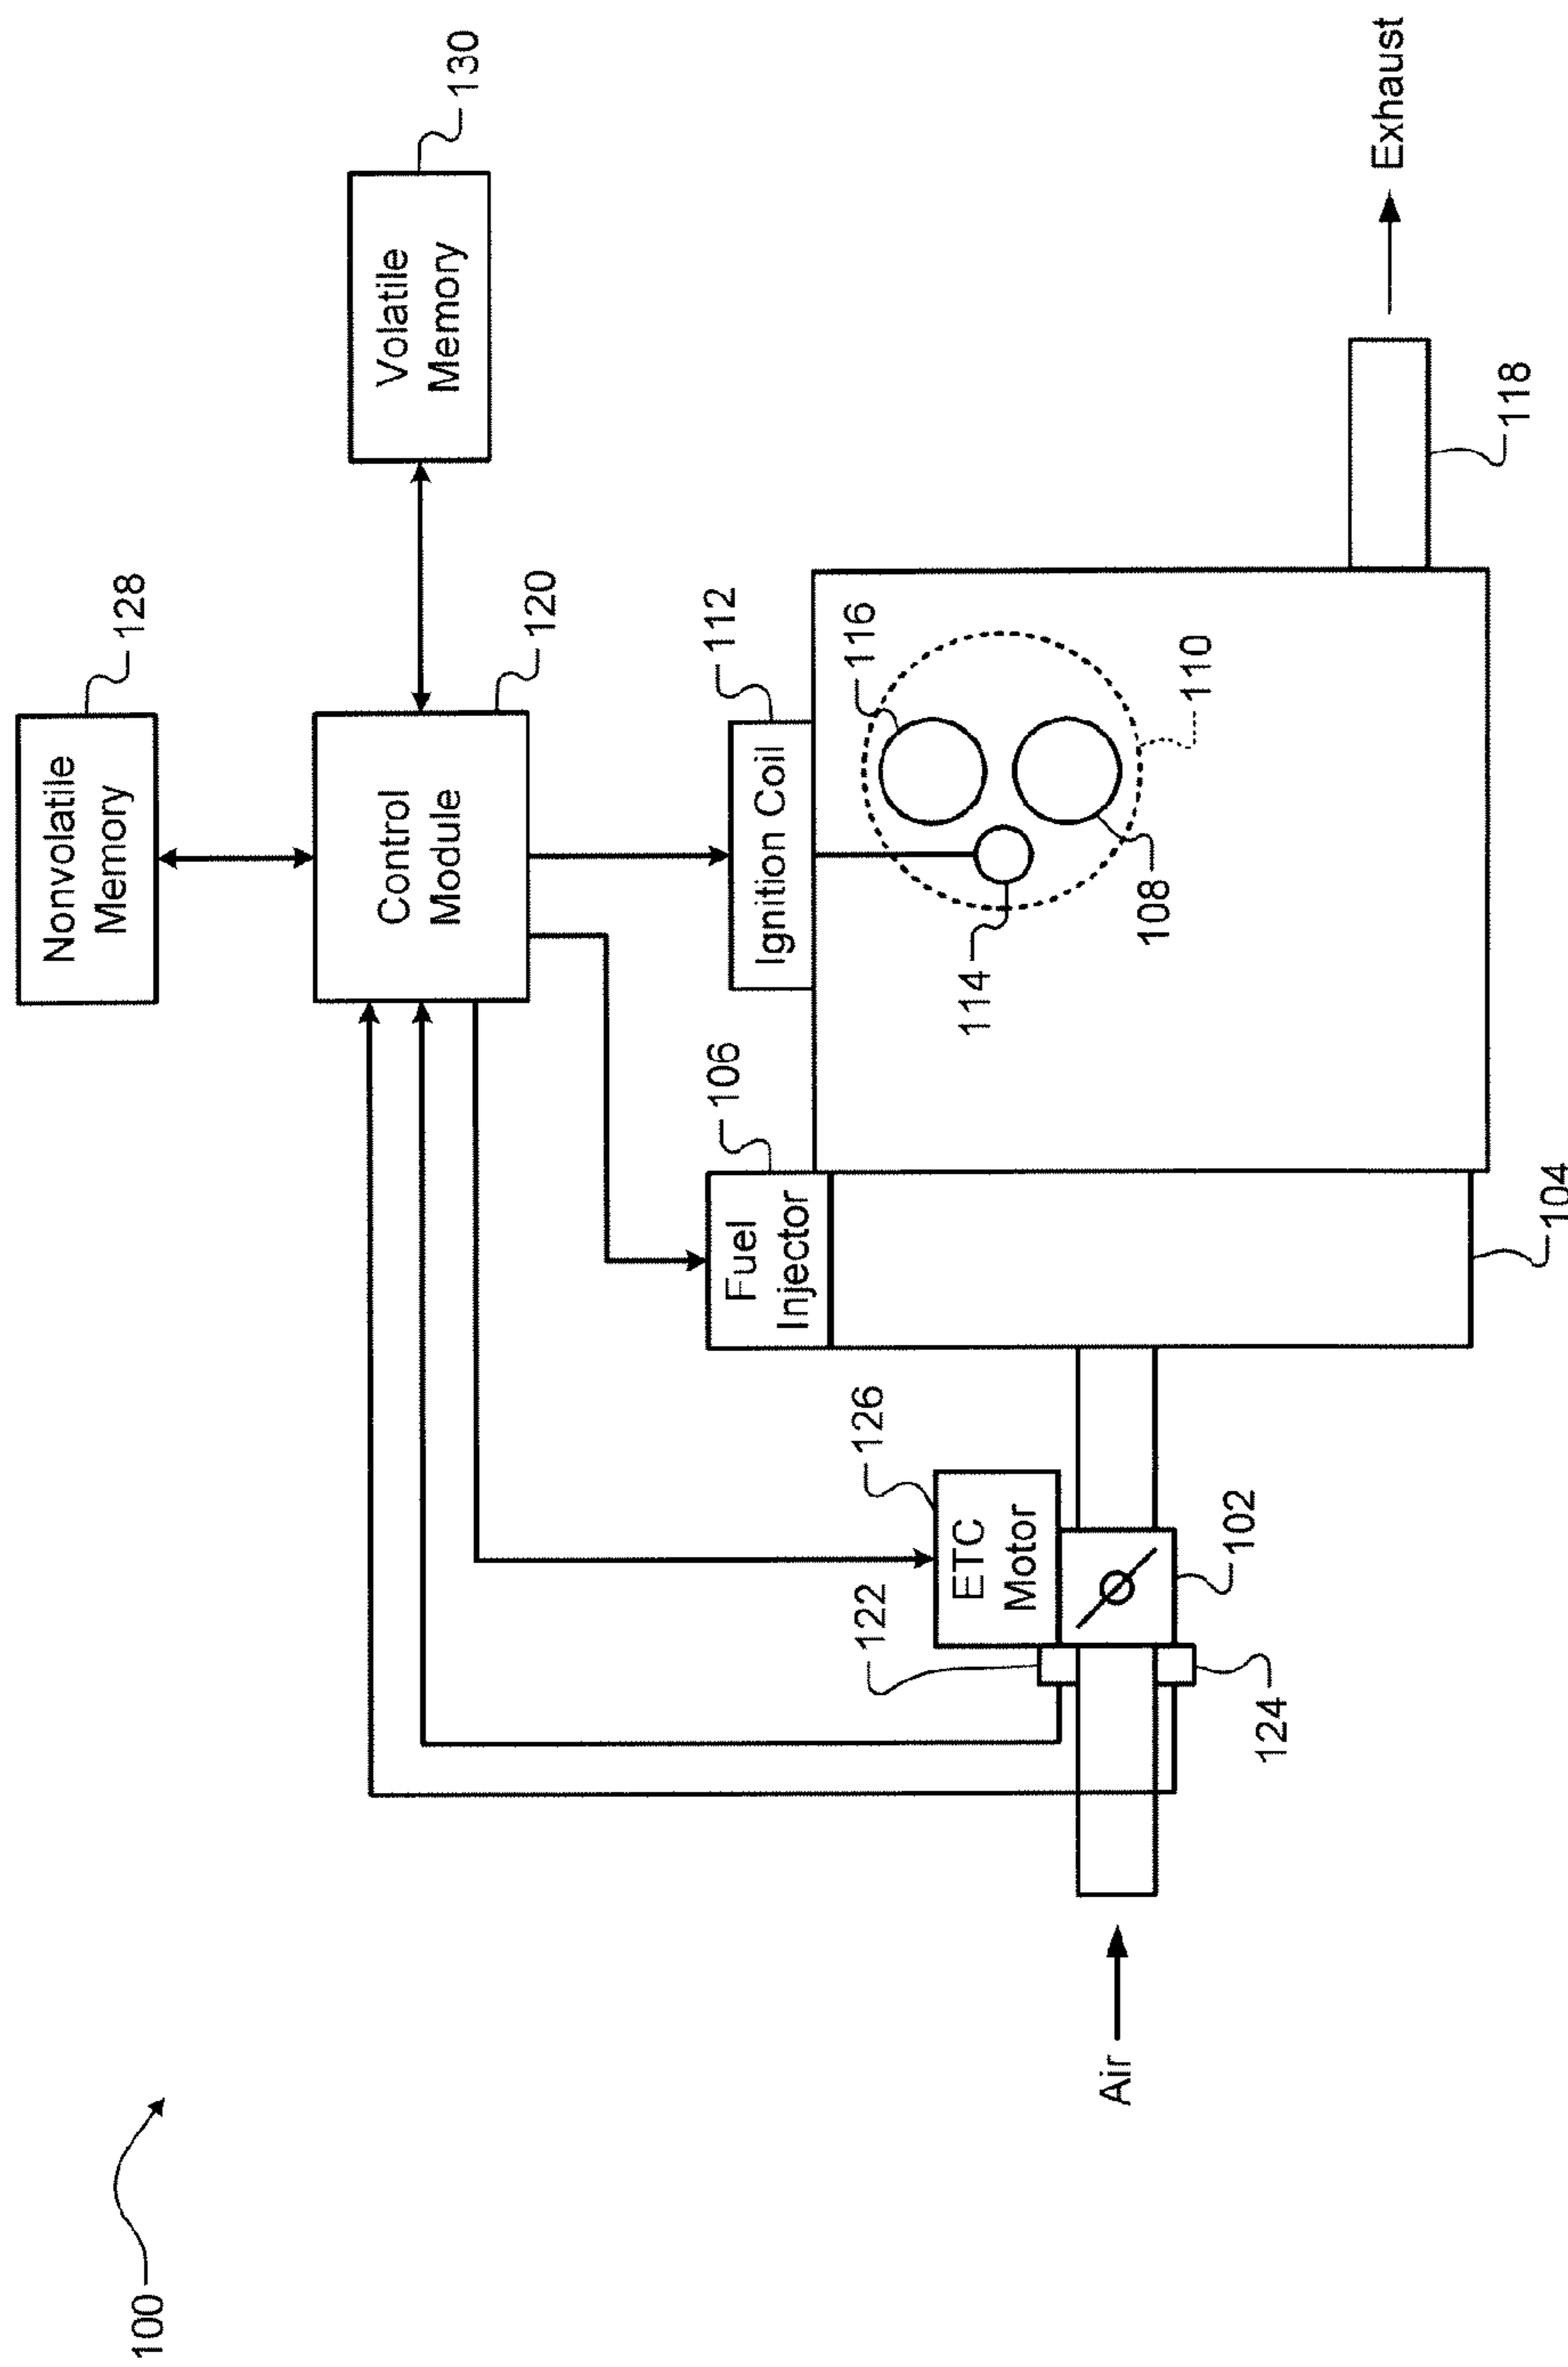 100
Nonvolatile
Memory
128
Control
Module
120
Volatile
Memory
130
Fuel
Injector
106
Ignition Coil
112
116
110
114
108
ETC
Motor
126
122
102
124
104
118
Air
Exhaust